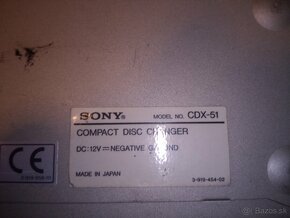 SONY®
MODEL NO. CDX-51
COMPACT DISC CHANGER
DC:12V⎓NEGATIVE GROUND
MADE IN JAPAN
3-919-454-02
CE
bazos.sk